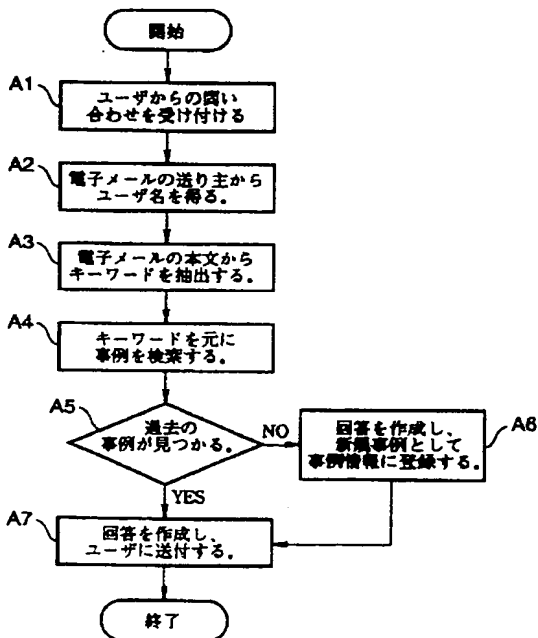 開始
A1
ユーザからの問い
合わせを受け付ける
A2
電子メールの送り主から
ユーザ名を得る。
A3
電子メールの本文から
キーワードを抽出する。
A4
キーワードを元に
事例を検索する。
A5
過去の
事例が見つかる。
NO
A6
回答を作成し、
新規事例として
事例情報に登録する。
YES
A7
回答を作成し、
ユーザに送付する。
終了